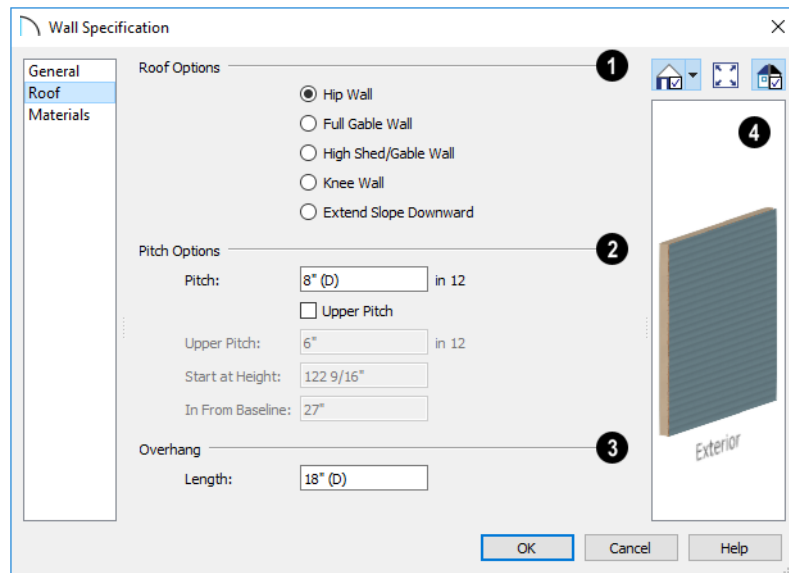 Wall Specification
General
Roof
Materials
Roof Options
1
Hip Wall
Full Gable Wall
High Shed/Gable Wall
Knee Wall
Extend Slope Downward
Pitch Options
2
Pitch: 8" (D) in 12
Upper Pitch
Upper Pitch: 6" in 12
Start at Height: 122 9/16"
In From Baseline: 27"
Overhang
3
Length: 18" (D)
4
Exterior
OK Cancel Help